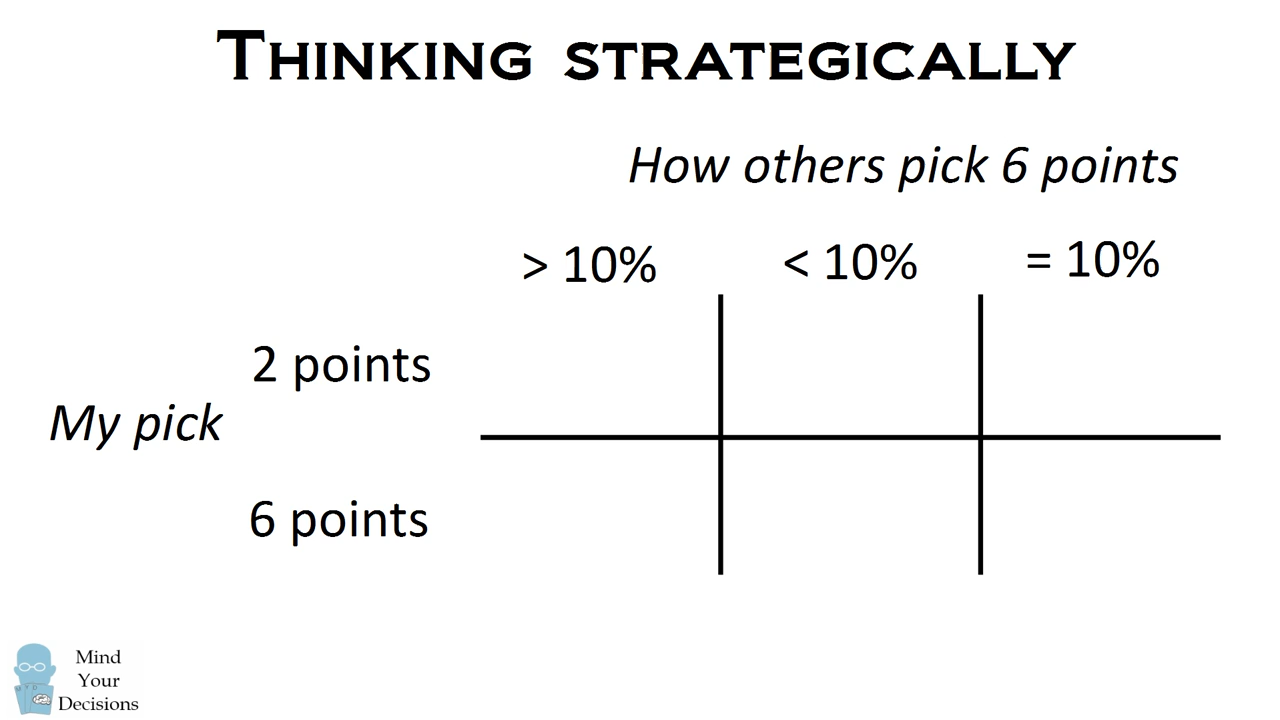 THINKING STRATEGICALLY
How others pick 6 points
> 10%
< 10%
= 10%
2 points
My pick
6 points
Mind
Your
Decisions